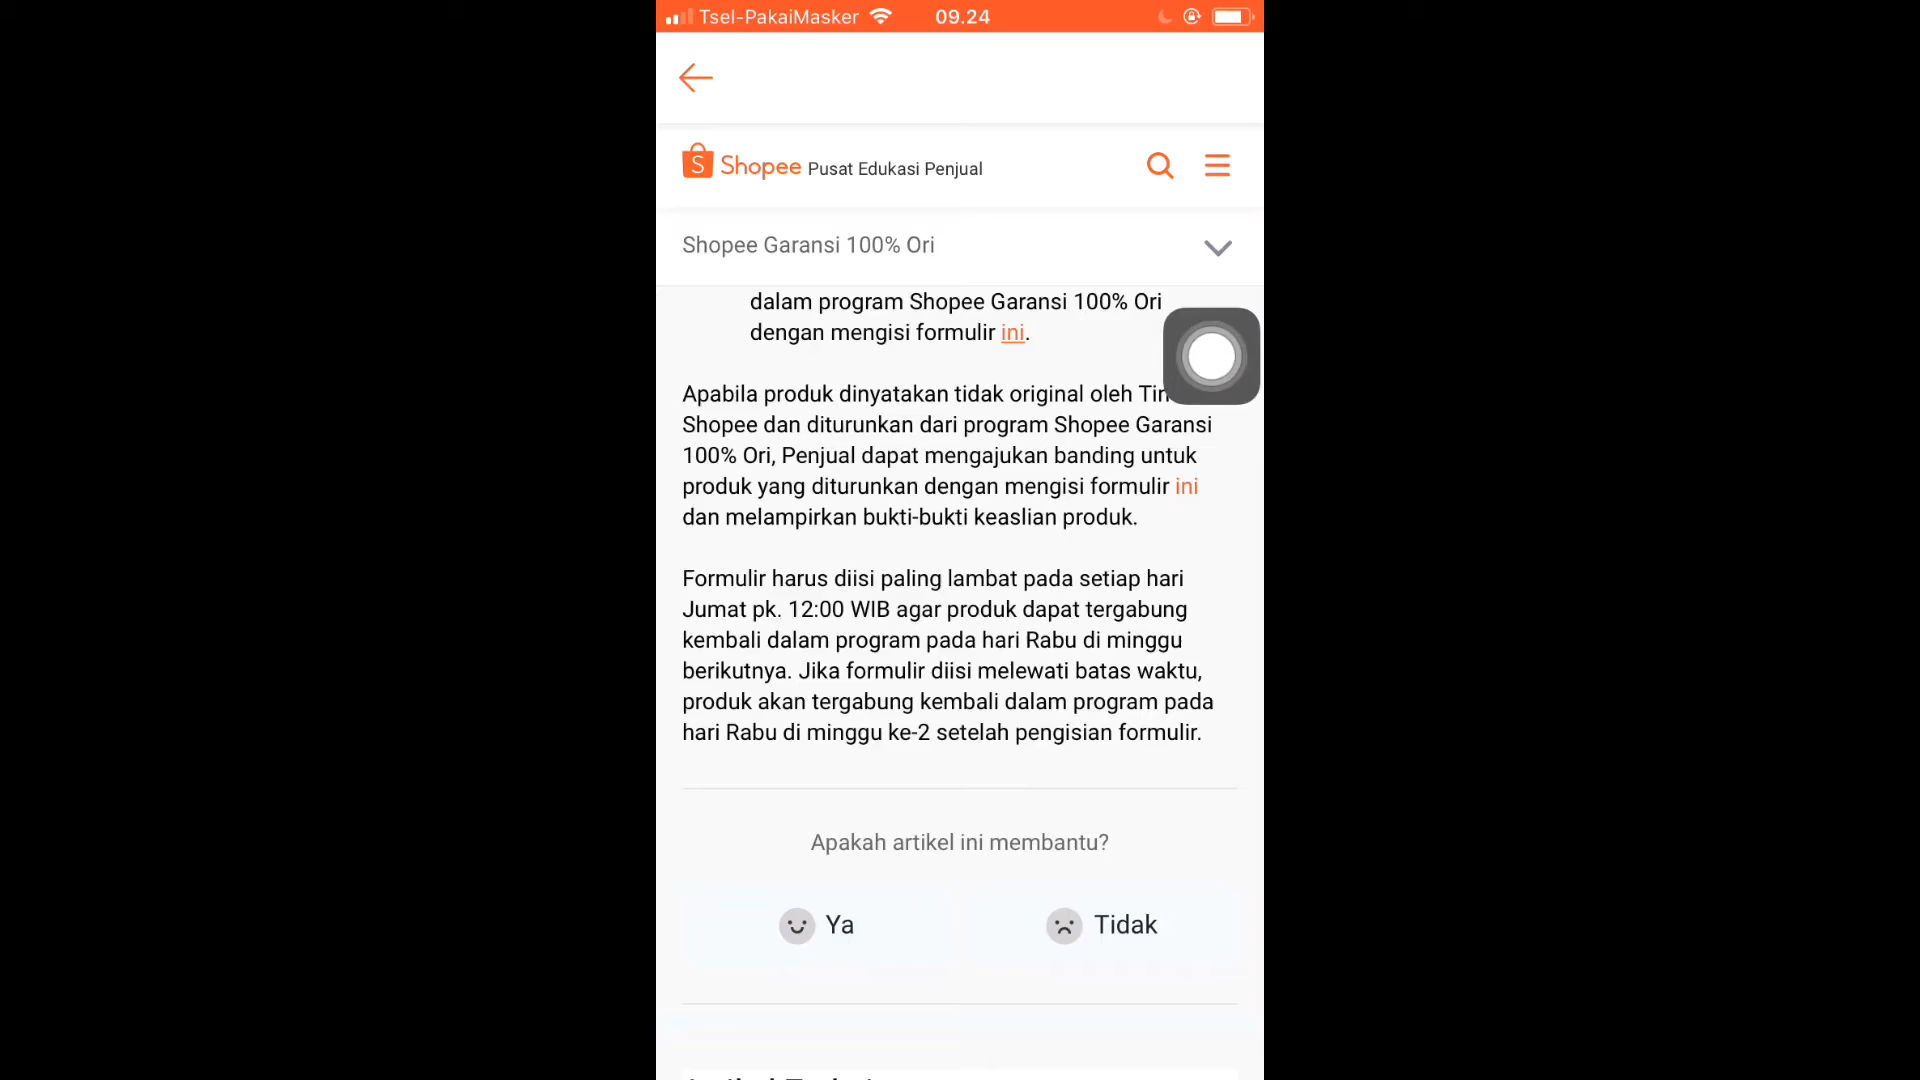 Tsel-PakaiMasker 09.24
Shopee Pusat Edukasi Penjual
Shopee Garansi 100% Ori
dalam program Shopee Garansi 100% Ori
dengan mengisi formulir ini.
Apabila produk dinyatakan tidak original oleh
Shopee dan diturunkan dari program Shopee Garansi
100% Ori, Penjual dapat mengajukan banding untuk
produk yang diturunkan dengan mengisi formulir ini
dan melampirkan bukti-bukti keaslian produk.
Formulir harus diisi paling lambat pada setiap hari
Jumat pk. 12:00 WIB agar produk dapat tergabung
kembali dalam program pada hari Rabu di minggu
berikutnya. Jika formulir diisi melewati batas waktu,
produk akan tergabung kembali dalam program pada
hari Rabu di minggu ke-2 setelah pengisian formulir.
Apakah artikel ini membantu?
Ya
Tidak